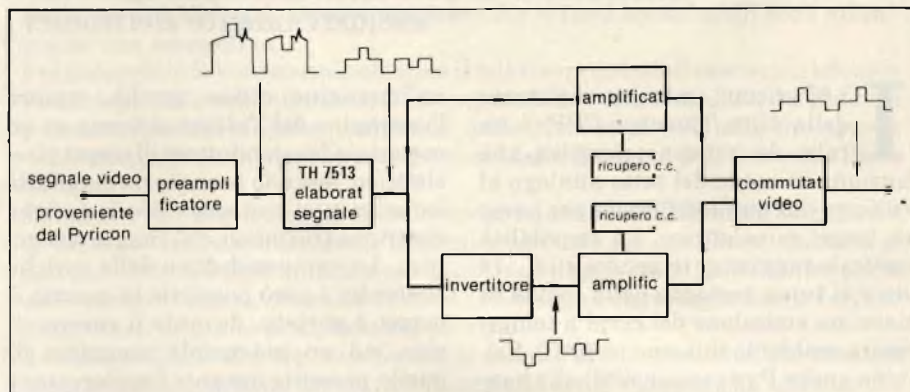 segnale video
proveniente
dal Pyricon
preampli
ficatore
TH 7513
elaborat
segnale
amplificat
ricupero c.c.
ricupero c.c.
commutat
video
invertitore
amplific